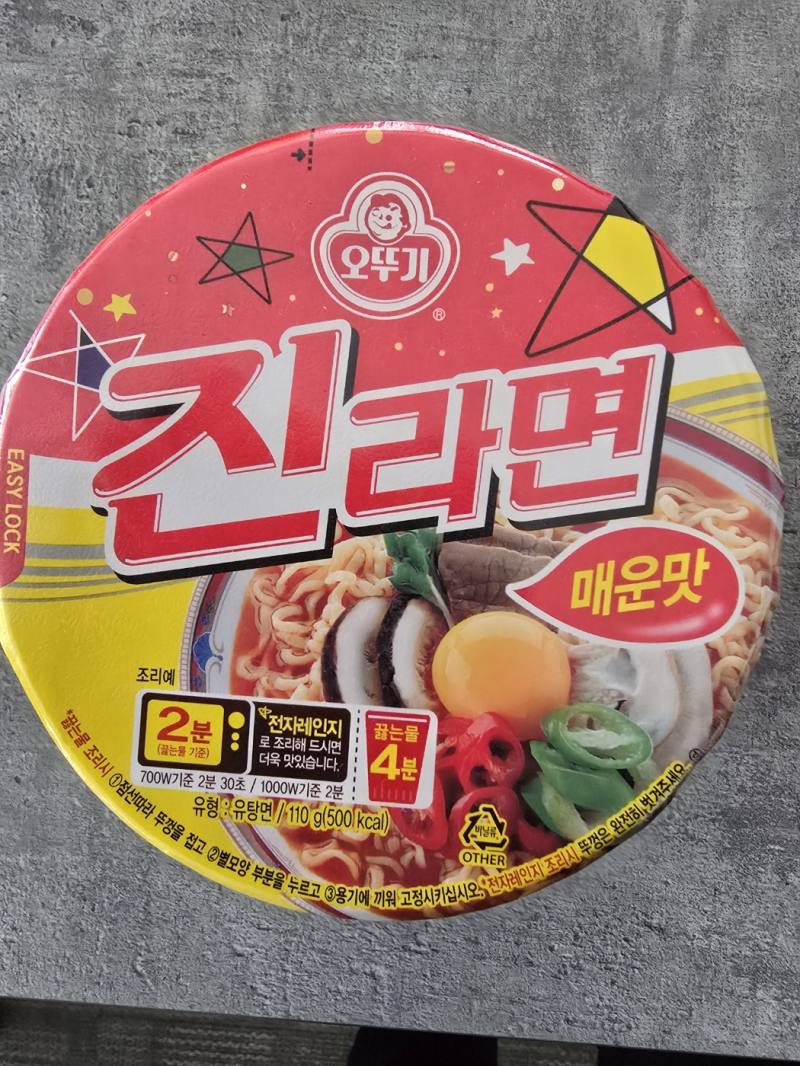 오뚜기
®
진라면
매운맛
EASY LOCK
조리예
2분
(끓는물 기준)
전자레인지
로 조리해 드시면
더욱 맛있습니다.
끓는물
4분
700W기준 2분 30초 / 1000W기준 2분
유형 : 유탕면 / 110 g(500 kcal)
비닐류
OTHER
*끓는물 조리시 ①점선따라 뚜껑을 접고 ②별모양 부분을 누르고 ③용기에 끼워 고정시키십시오.
*전자레인지 조리시 뚜껑은 완전히 벗겨주세요.